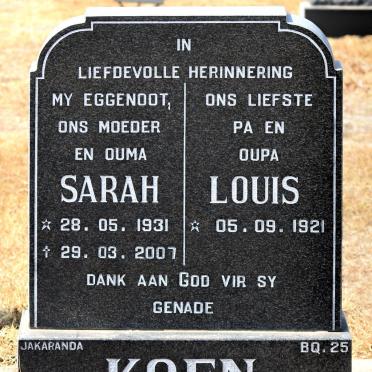 IN
LIEFDEVOLLE HERINNERING
MY EGGENOOT,
ONS MOEDER
EN OUMA
SARAH
☆ 28. 05. 1931
† 29. 03. 2007
ONS LIEFSTE
PA EN
OUPA
LOUIS
☆ 05. 09. 1921
DANK AAN GOD VIR SY
GENADE
JAKARANDA
BQ. 25
KOEN